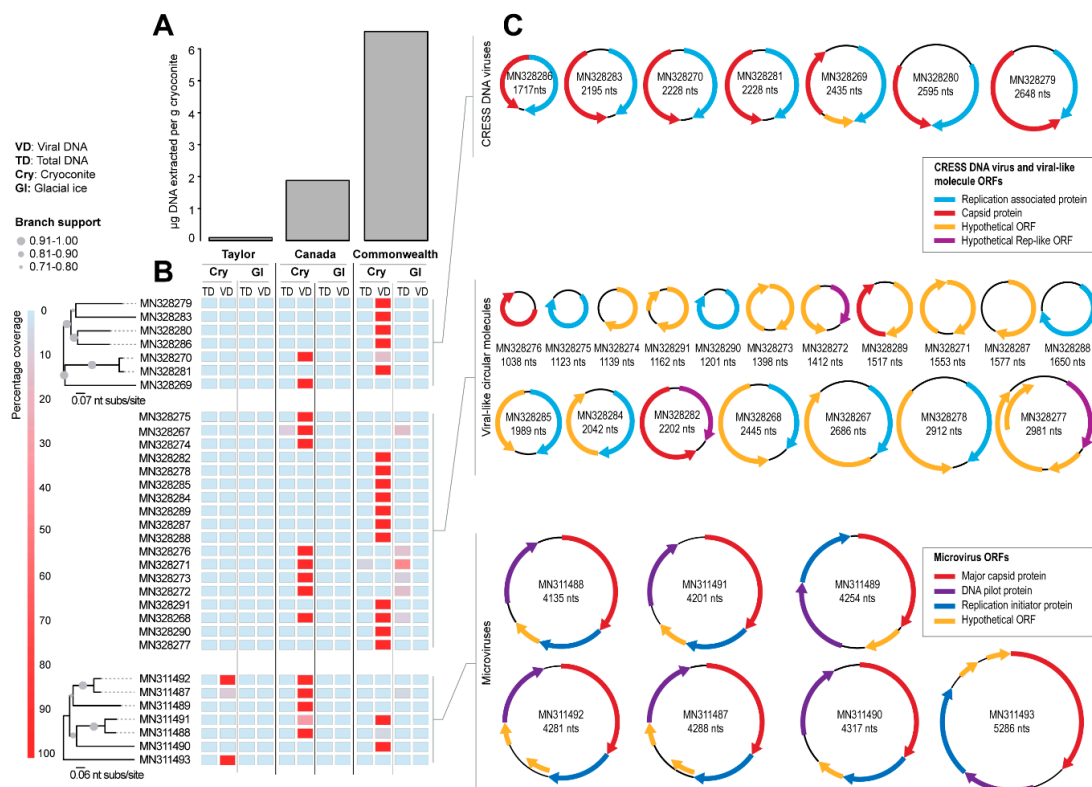 A
µg DNA extracted per g cryoconite
6
5
4
3
2
1
0
Taylor
Canada
Commonwealth
VD: Viral DNA
TD: Total DNA
Cry: Cryoconite
GI: Glacial ice
Branch support
0.91-1.00
0.81-0.90
0.71-0.80
B
Cry GI Cry GI Cry GI
TD VD TD VD TD VD TD VD TD VD TD VD
Percentage coverage
0
10
20
30
40
50
60
70
80
90
100
MN328279
MN328283
MN328280
MN328286
MN328270
MN328281
MN328269
0.07 nt subs/site
MN328275
MN328267
MN328274
MN328282
MN328278
MN328285
MN328284
MN328289
MN328287
MN328288
MN328276
MN328271
MN328273
MN328272
MN328291
MN328268
MN328290
MN328277
MN311492
MN311487
MN311489
MN311491
MN311488
MN311490
MN311493
0.06 nt subs/site
C
CRESS DNA viruses
MN328286
1717nts
MN328283
2195 nts
MN328270
2228 nts
MN328281
2228 nts
MN328269
2435 nts
MN328280
2595 nts
MN328279
2648 nts
CRESS DNA virus and viral-like
molecule ORFs
Replication associated protein
Capsid protein
Hypothetical ORF
Hypothetical Rep-like ORF
Viral-like circular molecules
MN328276
1038 nts
MN328275
1123 nts
MN328274
1139 nts
MN328291
1162 nts
MN328290
1201 nts
MN328273
1398 nts
MN328272
1412 nts
MN328289
1517 nts
MN328271
1553 nts
MN328287
1577 nts
MN328288
1650 nts
MN328285
1989 nts
MN328284
2042 nts
MN328282
2202 nts
MN328268
2445 nts
MN328267
2686 nts
MN328278
2912 nts
MN328277
2981 nts
Microviruses
MN311488
4135 nts
MN311491
4201 nts
MN311489
4254 nts
Microvirus ORFs
Major capsid protein
DNA pilot protein
Replication initiator protein
Hypothetical ORF
MN311492
4281 nts
MN311487
4288 nts
MN311490
4317 nts
MN311493
5286 nts